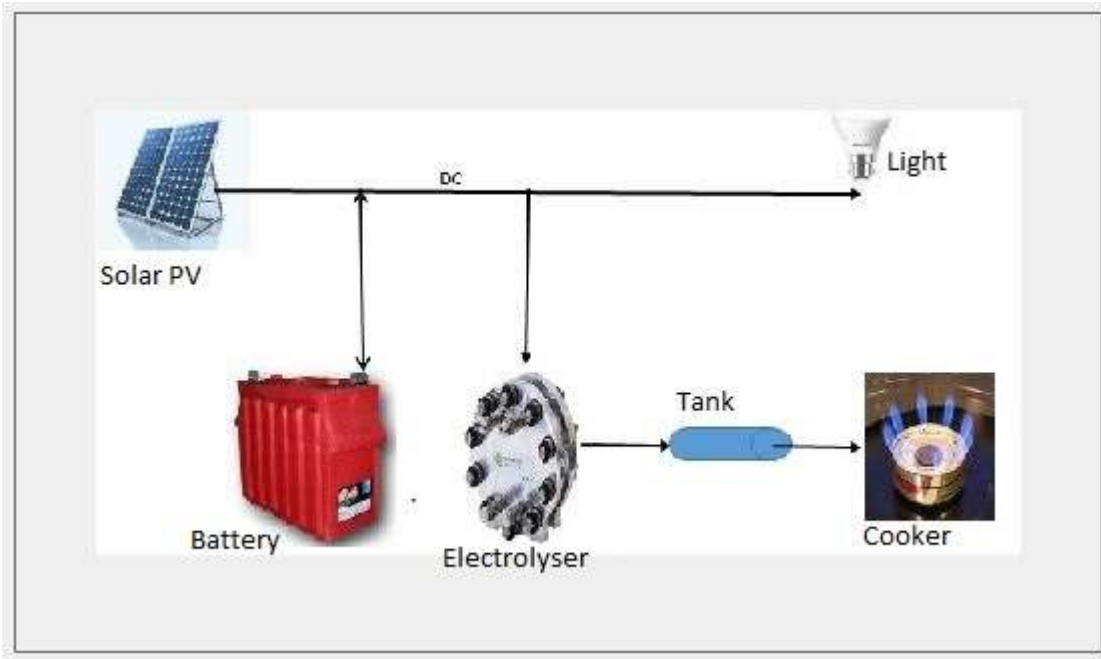 DC
Light
Solar PV
Tank
Battery
Electrolyser
Cooker